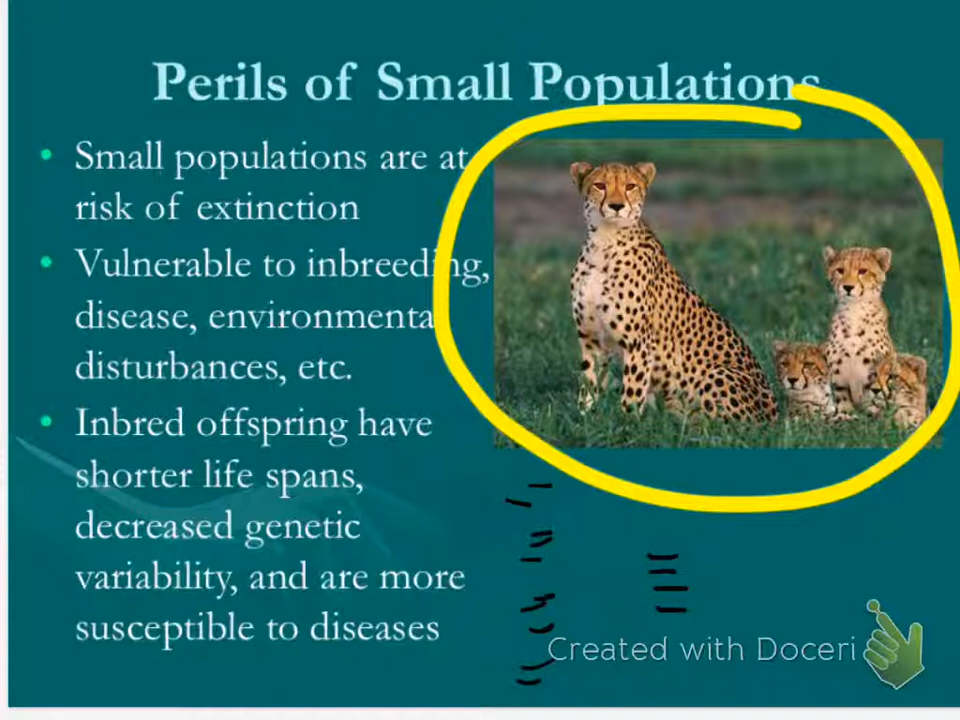 Perils of Small Populations
• Small populations are at
risk of extinction
• Vulnerable to inbreeding,
disease, environmental
disturbances, etc.
• Inbred offspring have
shorter life spans,
decreased genetic
variability, and are more
susceptible to diseases
Created with Doceri